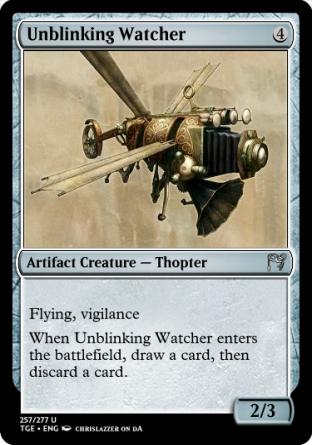 Unblinking Watcher 4
Artifact Creature — Thopter
Flying, vigilance
When Unblinking Watcher enters
the battlefield, draw a card, then
discard a card.
2/3
257/277 U
TGE • ENG CHRISLAZZER ON DA